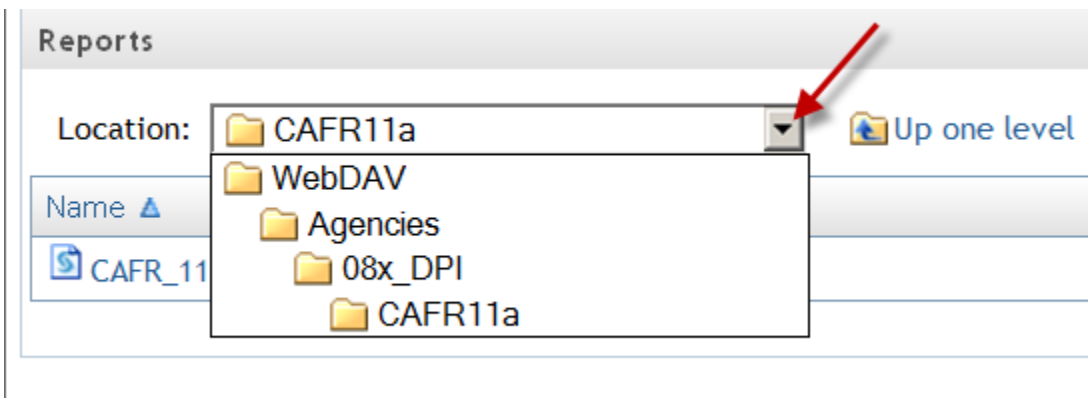 Reports
Location: CAFR11a Up one level
WebDAV
Name Agencies
08x_DPI
CAFR_11
CAFR11a